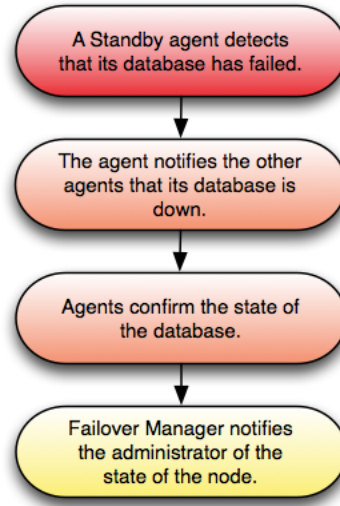 A Standby agent detects
that its database has failed.
The agent notifies the other
agents that its database is
down.
Agents confirm the state of
the database.
Failover Manager notifies
the administrator of the
state of the node.